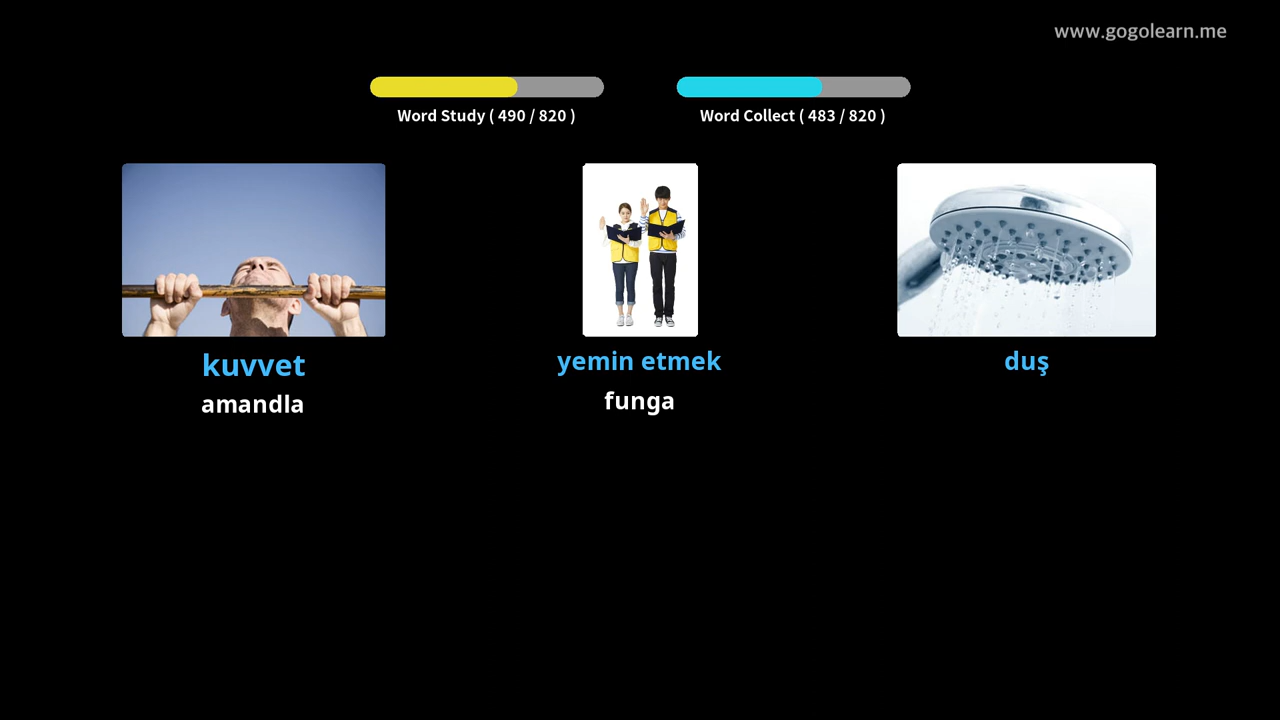 www.gogolearn.me
Word Study ( 490 / 820 )
Word Collect ( 483 / 820 )
kuvvet
amandla
yemin etmek
funga
duş